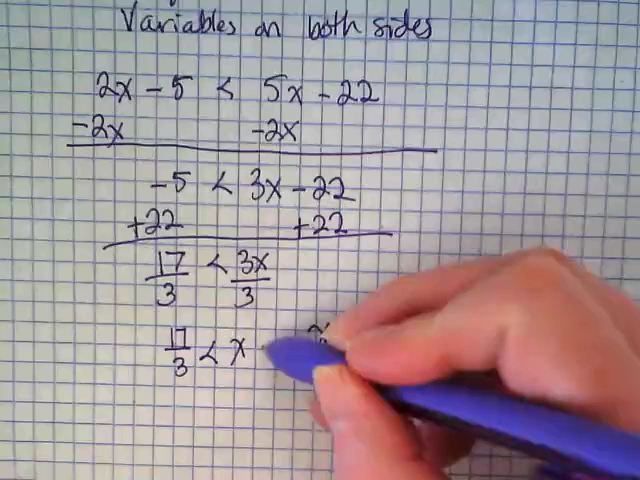 Variables on both sides
2x - 5 < 5x - 22
-2x -2x
-5 < 3x - 22
+22 +22
17/3 < 3x/3
17/3 < x